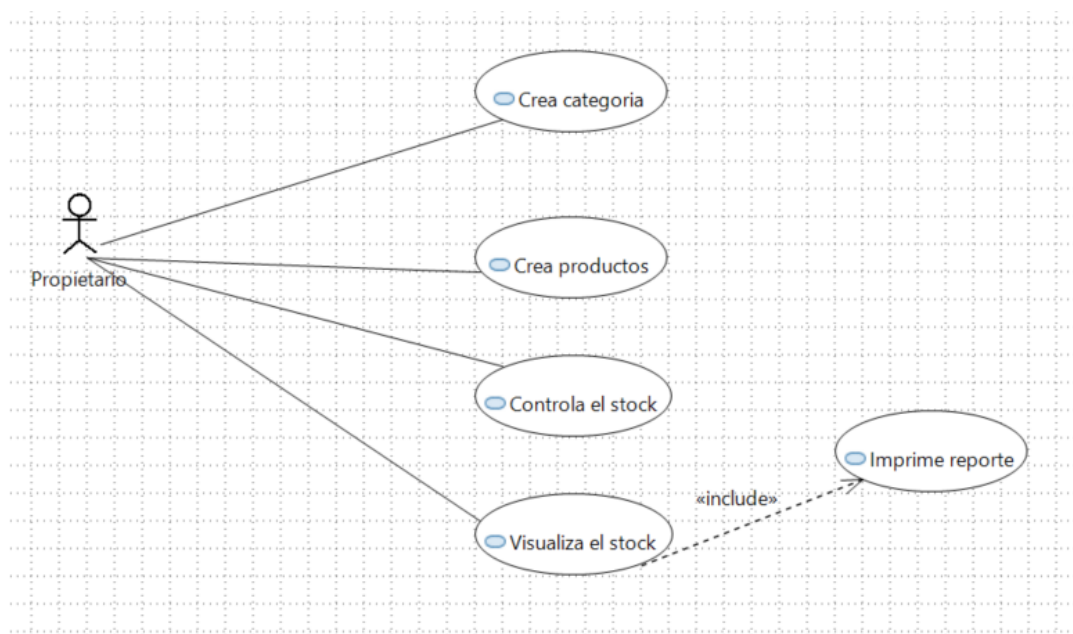 Crea categoria
Propietario
Crea productos
Controla el stock
Imprime reporte
«include»
Visualiza el stock